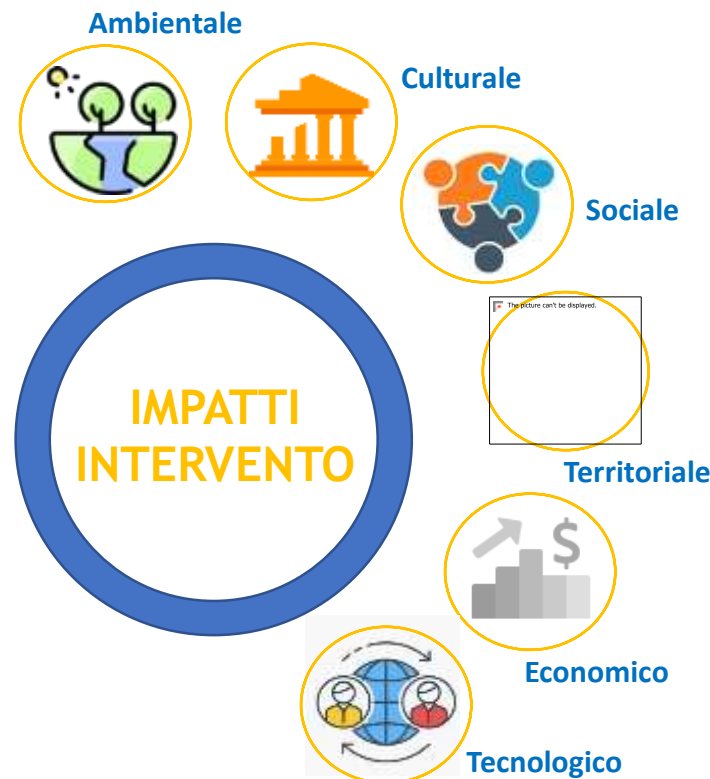 Ambientale
Culturale
Sociale
The picture can't be displayed.
IMPATTI
INTERVENTO
Territoriale
$
Economico
Tecnologico